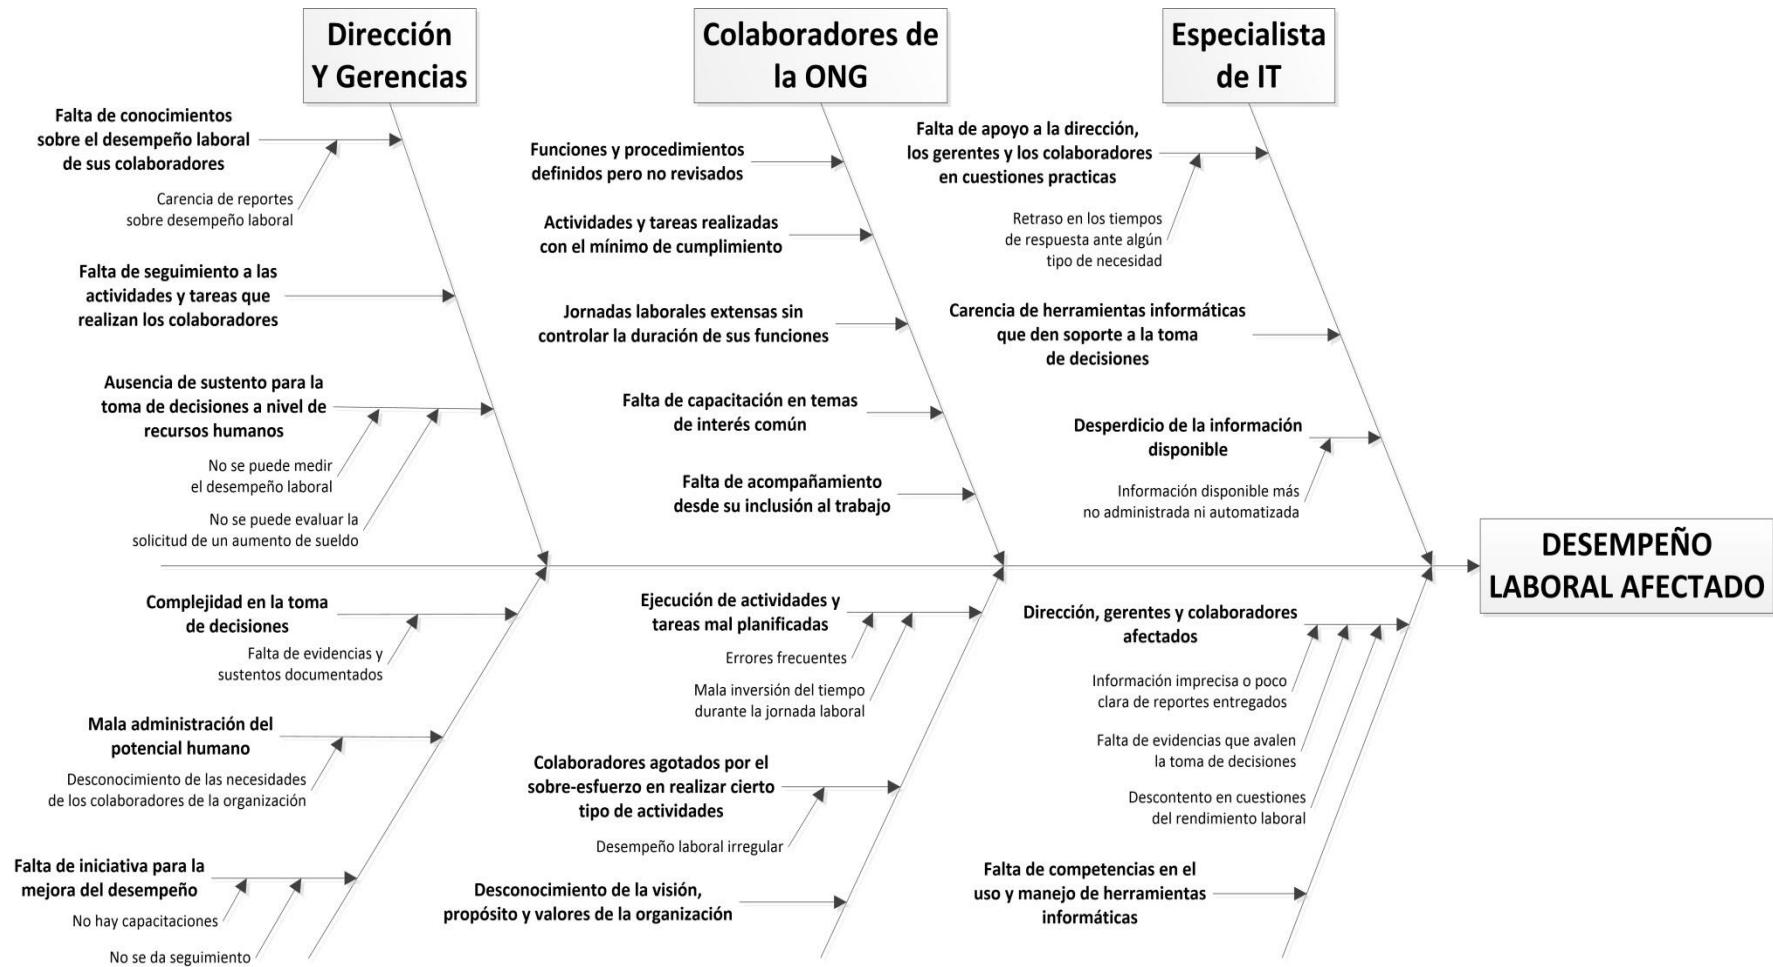 Dirección
Y Gerencias
Colaboradores de
la ONG
Especialista
de IT
Falta de conocimientos
sobre el desempeño laboral
de sus colaboradores
Carencia de reportes
sobre desempeño laboral
Falta de seguimiento a las
actividades y tareas que
realizan los colaboradores
Ausencia de sustento para la
toma de decisiones a nivel de
recursos humanos
No se puede medir
el desempeño laboral
No se puede evaluar la
solicitud de un aumento de sueldo
Funciones y procedimientos
definidos pero no revisados
Actividades y tareas realizadas
con el mínimo de cumplimiento
Jornadas laborales extensas sin
controlar la duración de sus funciones
Falta de capacitación en temas
de interés común
Falta de acompañamiento
desde su inclusión al trabajo
Falta de apoyo a la dirección,
los gerentes y los colaboradores
en cuestiones practicas
Retraso en los tiempos
de respuesta ante algún
tipo de necesidad
Carencia de herramientas informáticas
que den soporte a la toma
de decisiones
Desperdicio de la información
disponible
Información disponible más
no administrada ni automatizada
DESEMPEÑO
LABORAL AFECTADO
Complejidad en la toma
de decisiones
Falta de evidencias y
sustentos documentados
Mala administración del
potencial humano
Desconocimiento de las necesidades
de los colaboradores de la organización
Falta de iniciativa para la
mejora del desempeño
No hay capacitaciones
No se da seguimiento
Ejecución de actividades y
tareas mal planificadas
Errores frecuentes
Mala inversión del tiempo
durante la jornada laboral
Colaboradores agotados por el
sobre-esfuerzo en realizar cierto
tipo de actividades
Desempeño laboral irregular
Desconocimiento de la visión,
propósito y valores de la organización
Dirección, gerentes y colaboradores
afectados
Información imprecisa o poco
clara de reportes entregados
Falta de evidencias que avalen
la toma de decisiones
Descontento en cuestiones
del rendimiento laboral
Falta de competencias en el
uso y manejo de herramientas
informáticas